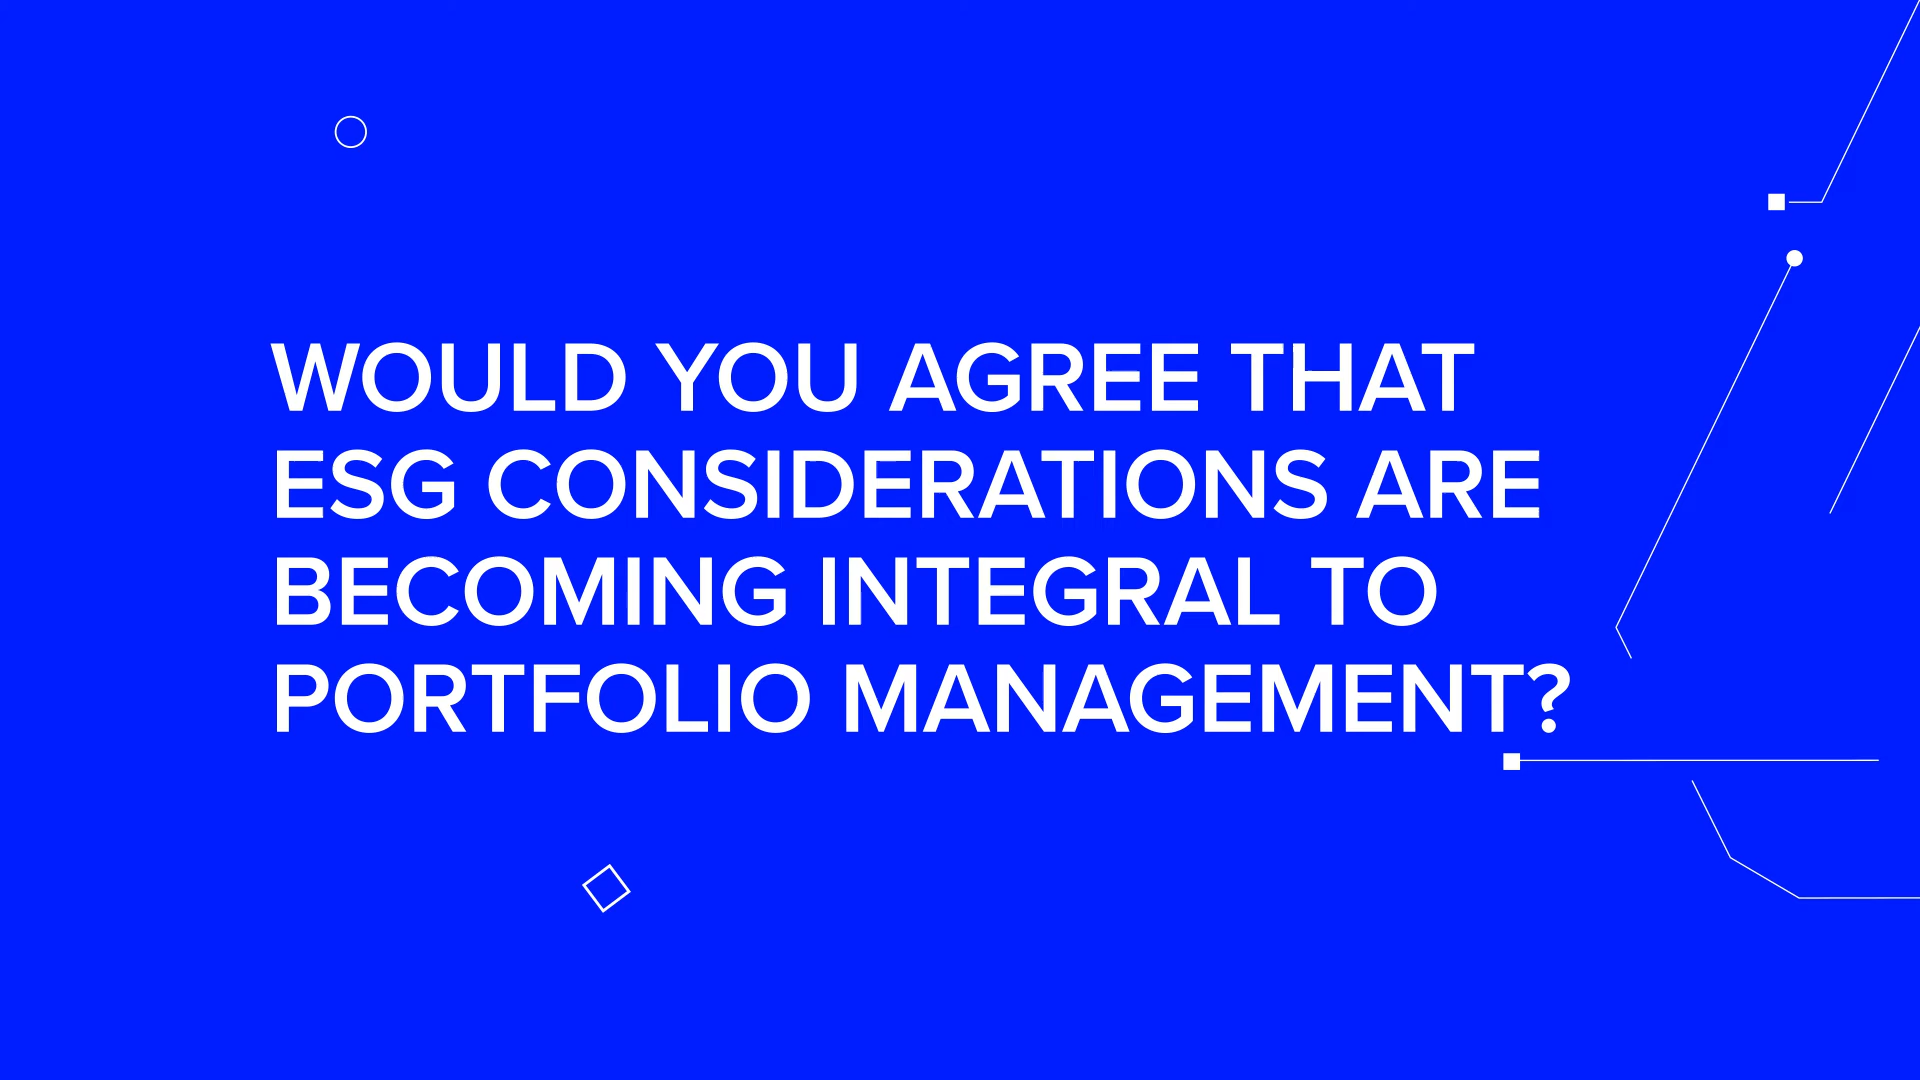 WOULD YOU AGREE THAT
ESG CONSIDERATIONS ARE
BECOMING INTEGRAL TO
PORTFOLIO MANAGEMENT?